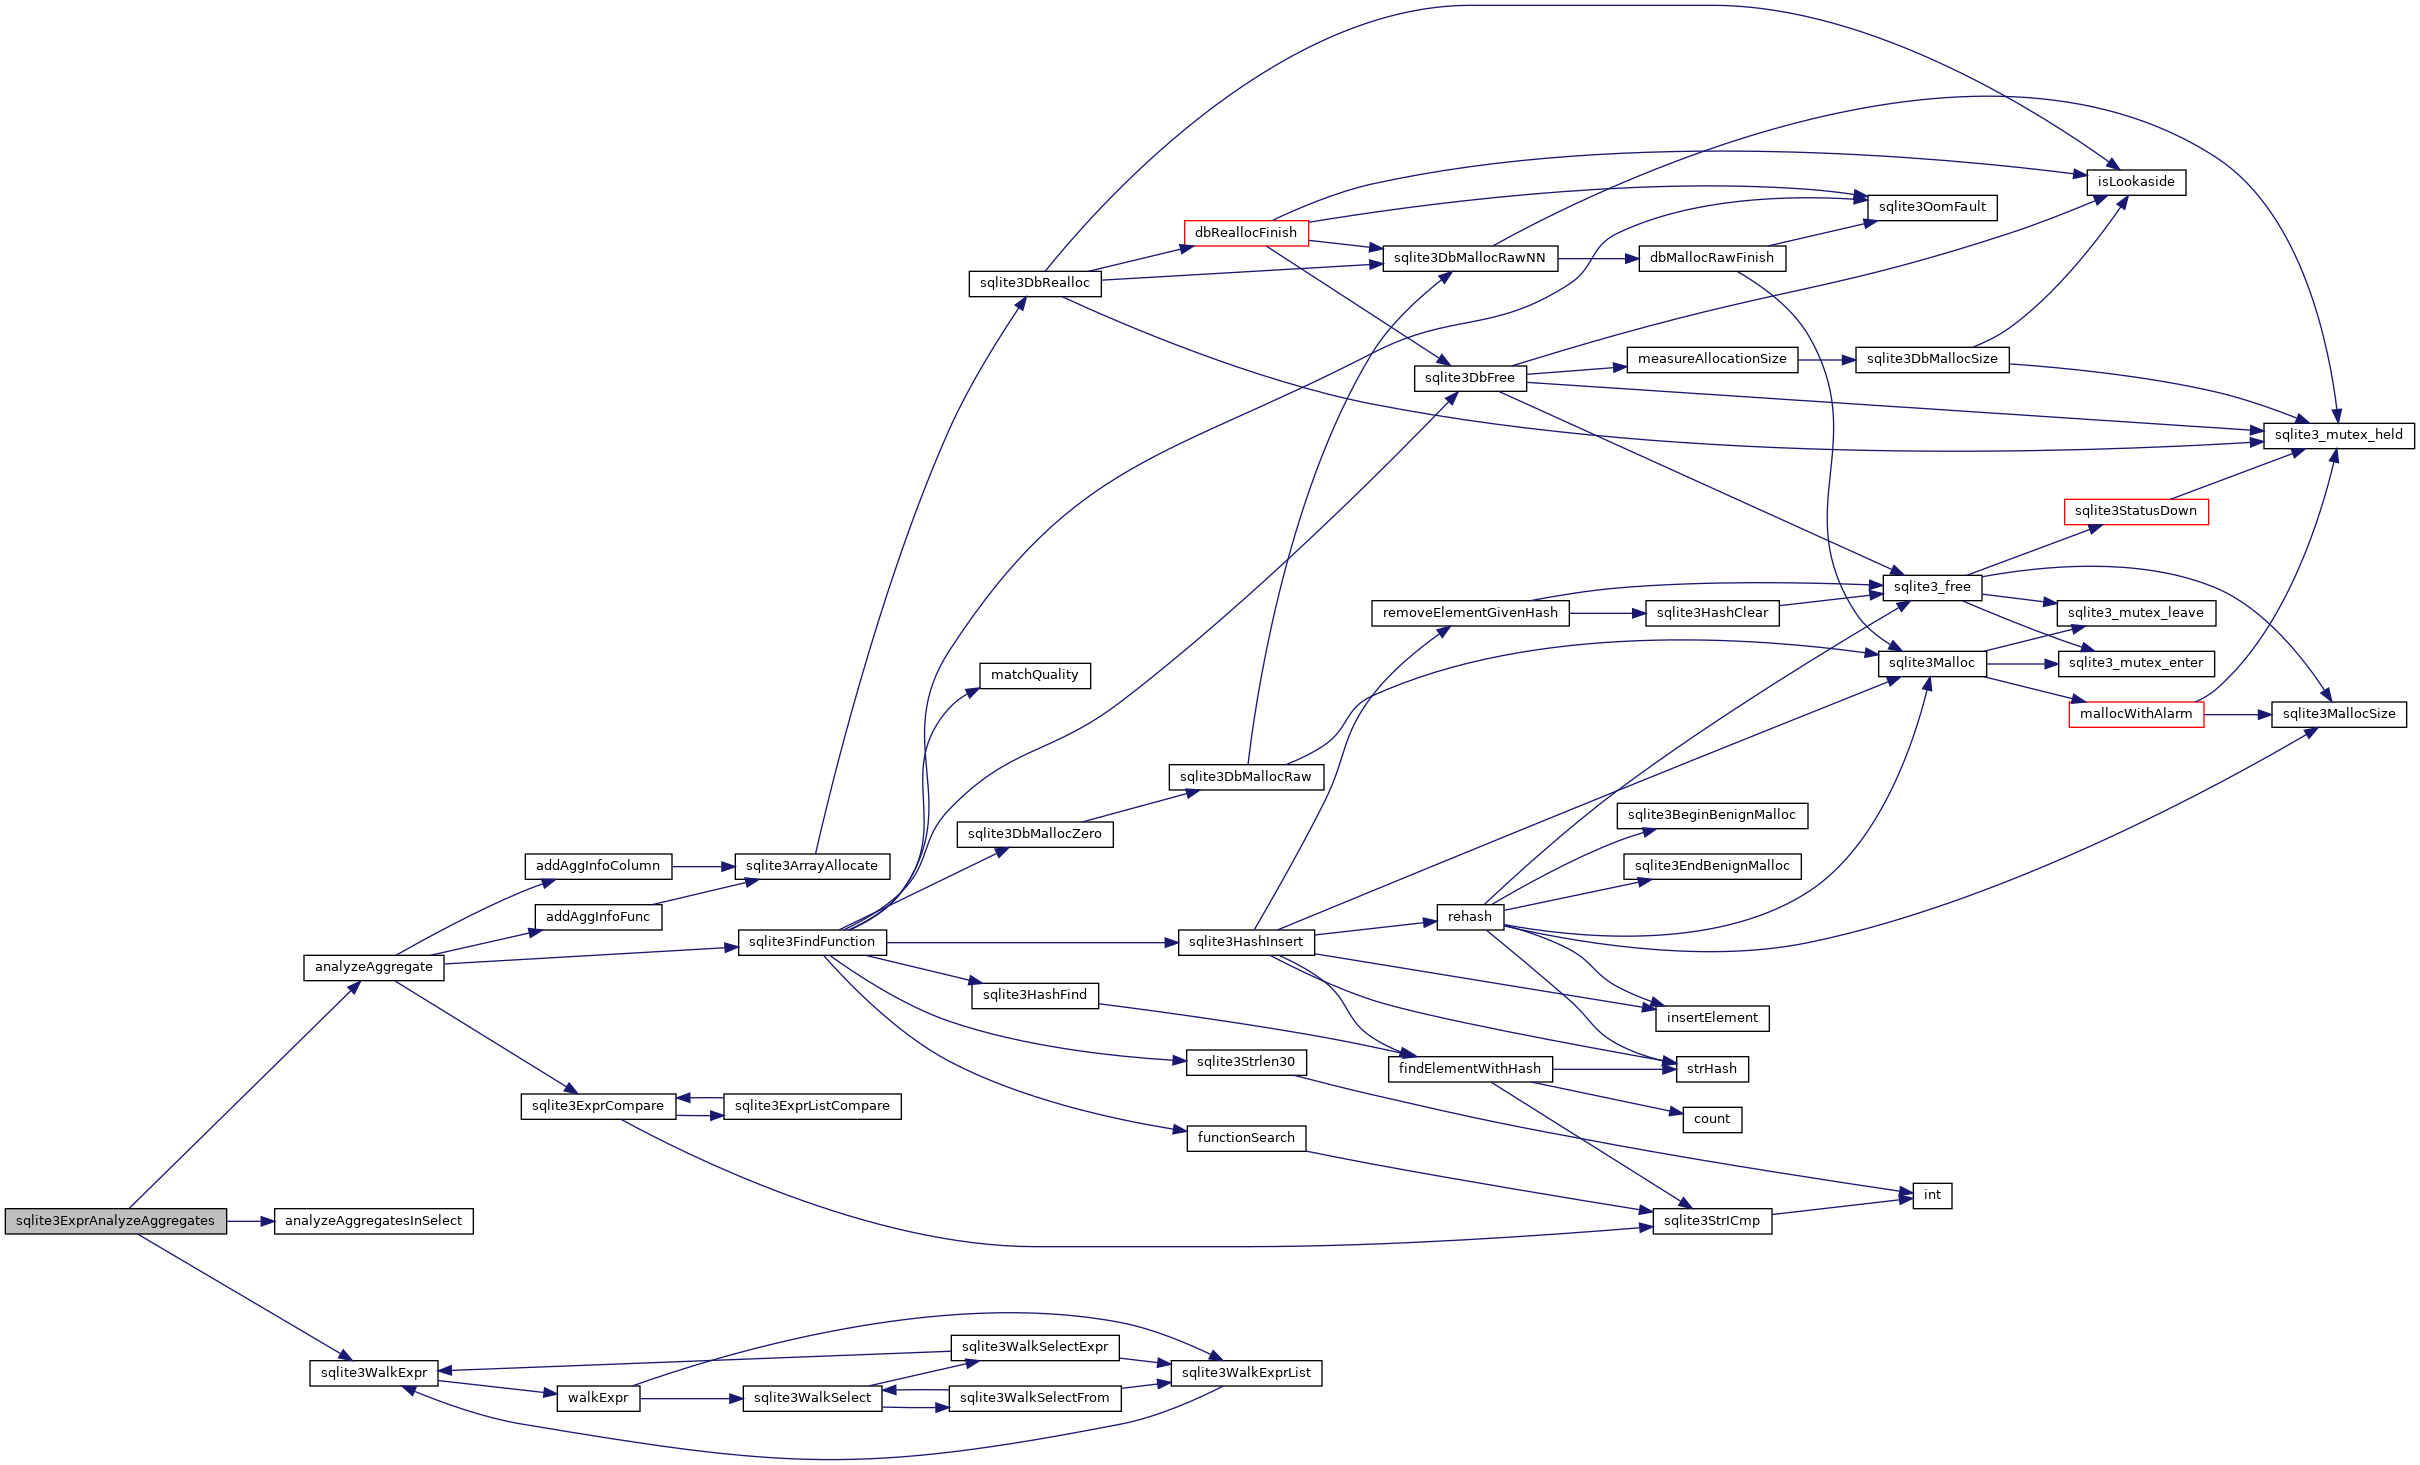 isLookaside
sqlite3OomFault
dbReallocFinish
sqlite3DbMallocRawNN
dbMallocRawFinish
sqlite3DbRealloc
measureAllocationSize
sqlite3DbMallocSize
sqlite3DbFree
sqlite3_mutex_held
sqlite3StatusDown
sqlite3_free
removeElementGivenHash
sqlite3HashClear
sqlite3_mutex_leave
sqlite3Malloc
sqlite3_mutex_enter
matchQuality
mallocWithAlarm
sqlite3MallocSize
sqlite3DbMallocRaw
sqlite3BeginBenignMalloc
sqlite3DbMallocZero
addAggInfoColumn
sqlite3ArrayAllocate
sqlite3EndBenignMalloc
addAggInfoFunc
rehash
sqlite3FindFunction
sqlite3HashInsert
analyzeAggregate
sqlite3HashFind
insertElement
sqlite3Strlen30
findElementWithHash
strHash
sqlite3ExprCompare
sqlite3ExprListCompare
count
functionSearch
int
sqlite3ExprAnalyzeAggregates
analyzeAggregatesInSelect
sqlite3StrICmp
sqlite3WalkSelectExpr
sqlite3WalkExpr
sqlite3WalkExprList
walkExpr
sqlite3WalkSelect
sqlite3WalkSelectFrom